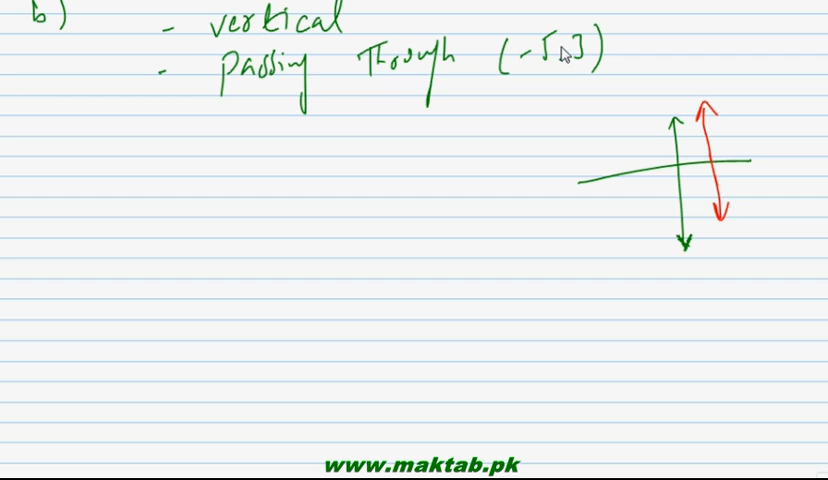 b)
- vertical
- Passing Through (-5,3)
www.maktab.pk